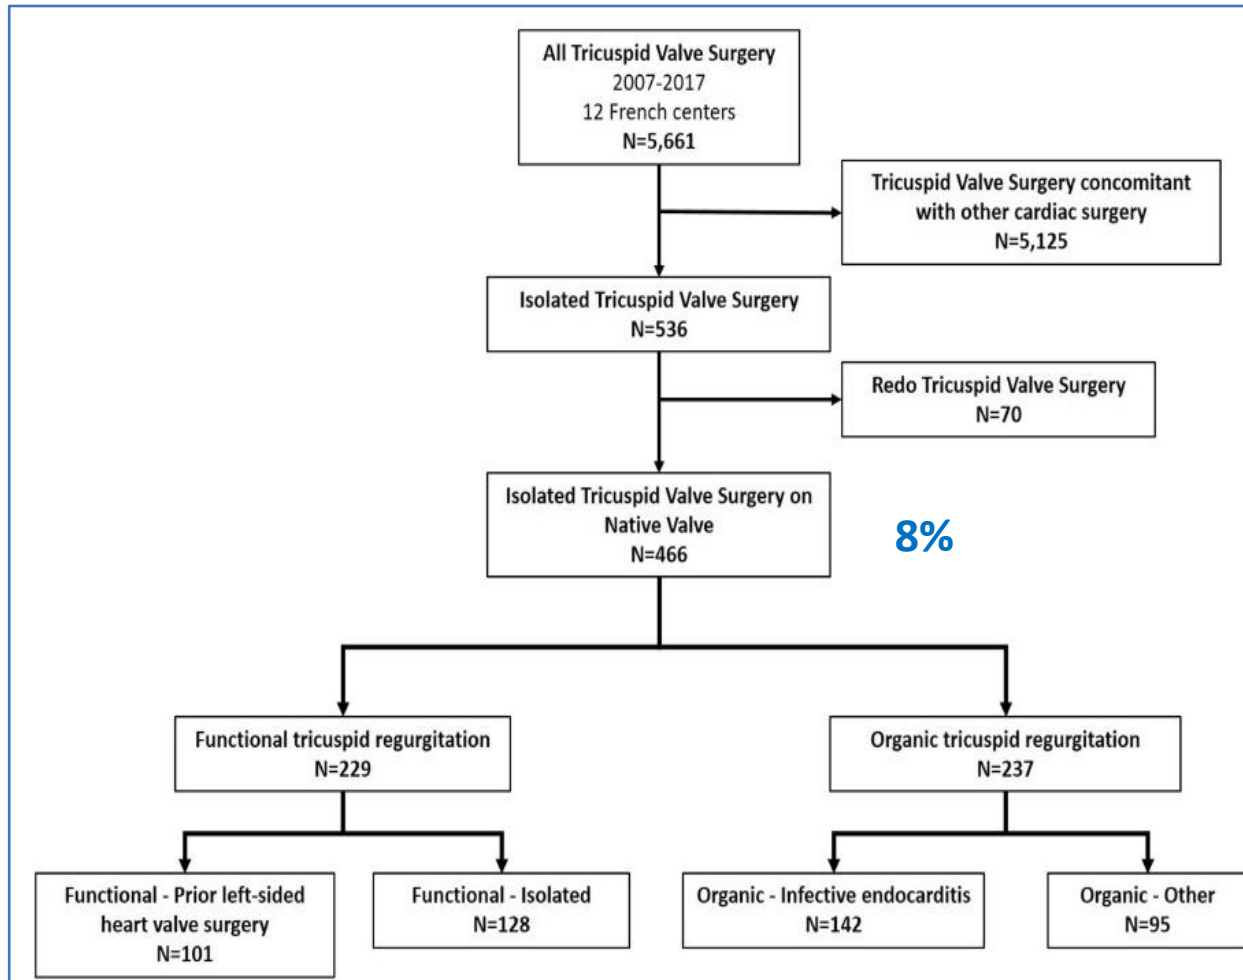 All Tricuspid Valve Surgery
2007-2017
12 French centers
N=5,661
Tricuspid Valve Surgery concomitant
with other cardiac surgery
N=5,125
Isolated Tricuspid Valve Surgery
N=536
Redo Tricuspid Valve Surgery
N=70
Isolated Tricuspid Valve Surgery on
Native Valve
N=466
8%
Functional tricuspid regurgitation
N=229
Organic tricuspid regurgitation
N=237
Functional - Prior left-sided
heart valve surgery
N=101
Functional - Isolated
N=128
Organic - Infective endocarditis
N=142
Organic - Other
N=95